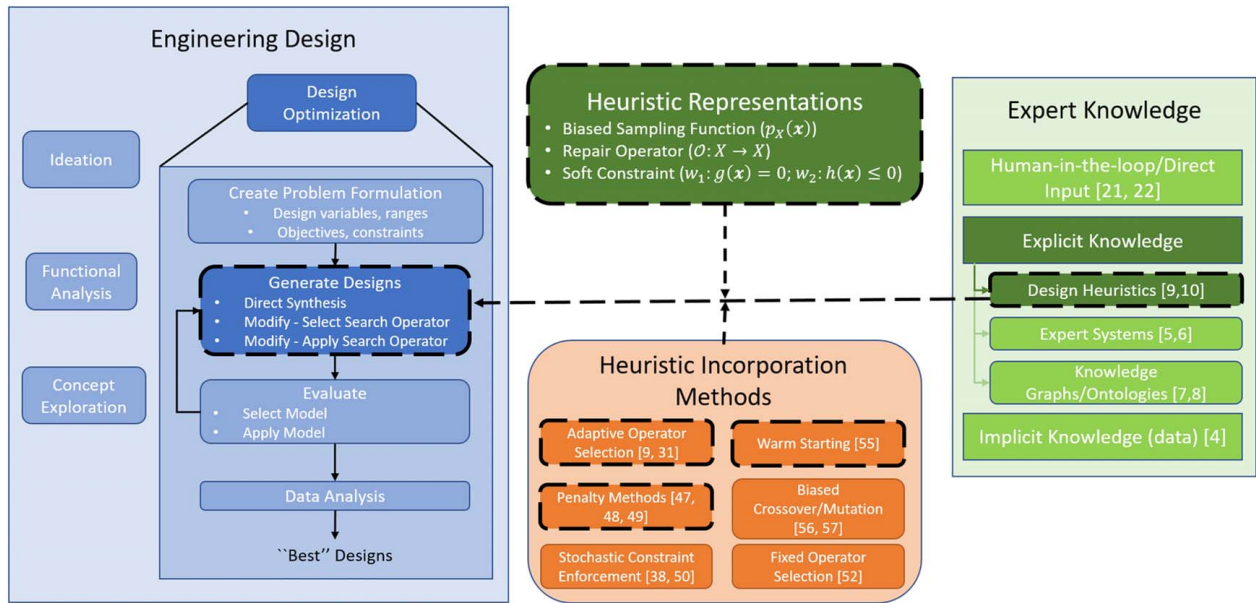 Engineering Design
Design
Optimization
Ideation
Functional
Analysis
Concept
Exploration
Create Problem Formulation
• Design variables, ranges
• Objectives, constraints
Generate Designs
• Direct Synthesis
• Modify - Select Search Operator
• Modify - Apply Search Operator
Evaluate
• Select Model
• Apply Model
Data Analysis
``Best'' Designs
Heuristic Representations
• Biased Sampling Function (𝑝𝑋(𝒙))
• Repair Operator (𝒪: 𝑋 → 𝑋)
• Soft Constraint (𝑤₁: 𝑔(𝒙) = 0; 𝑤₂: ℎ(𝒙) ≤ 0)
Heuristic Incorporation
Methods
Adaptive Operator
Selection [9, 31]
Warm Starting [55]
Penalty Methods [47,
48, 49]
Biased
Crossover/Mutation
[56, 57]
Stochastic Constraint
Enforcement [38, 50]
Fixed Operator
Selection [52]
Expert Knowledge
Human-in-the-loop/Direct
Input [21, 22]
Explicit Knowledge
Design Heuristics [9,10]
Expert Systems [5,6]
Knowledge
Graphs/Ontologies [7,8]
Implicit Knowledge (data) [4]